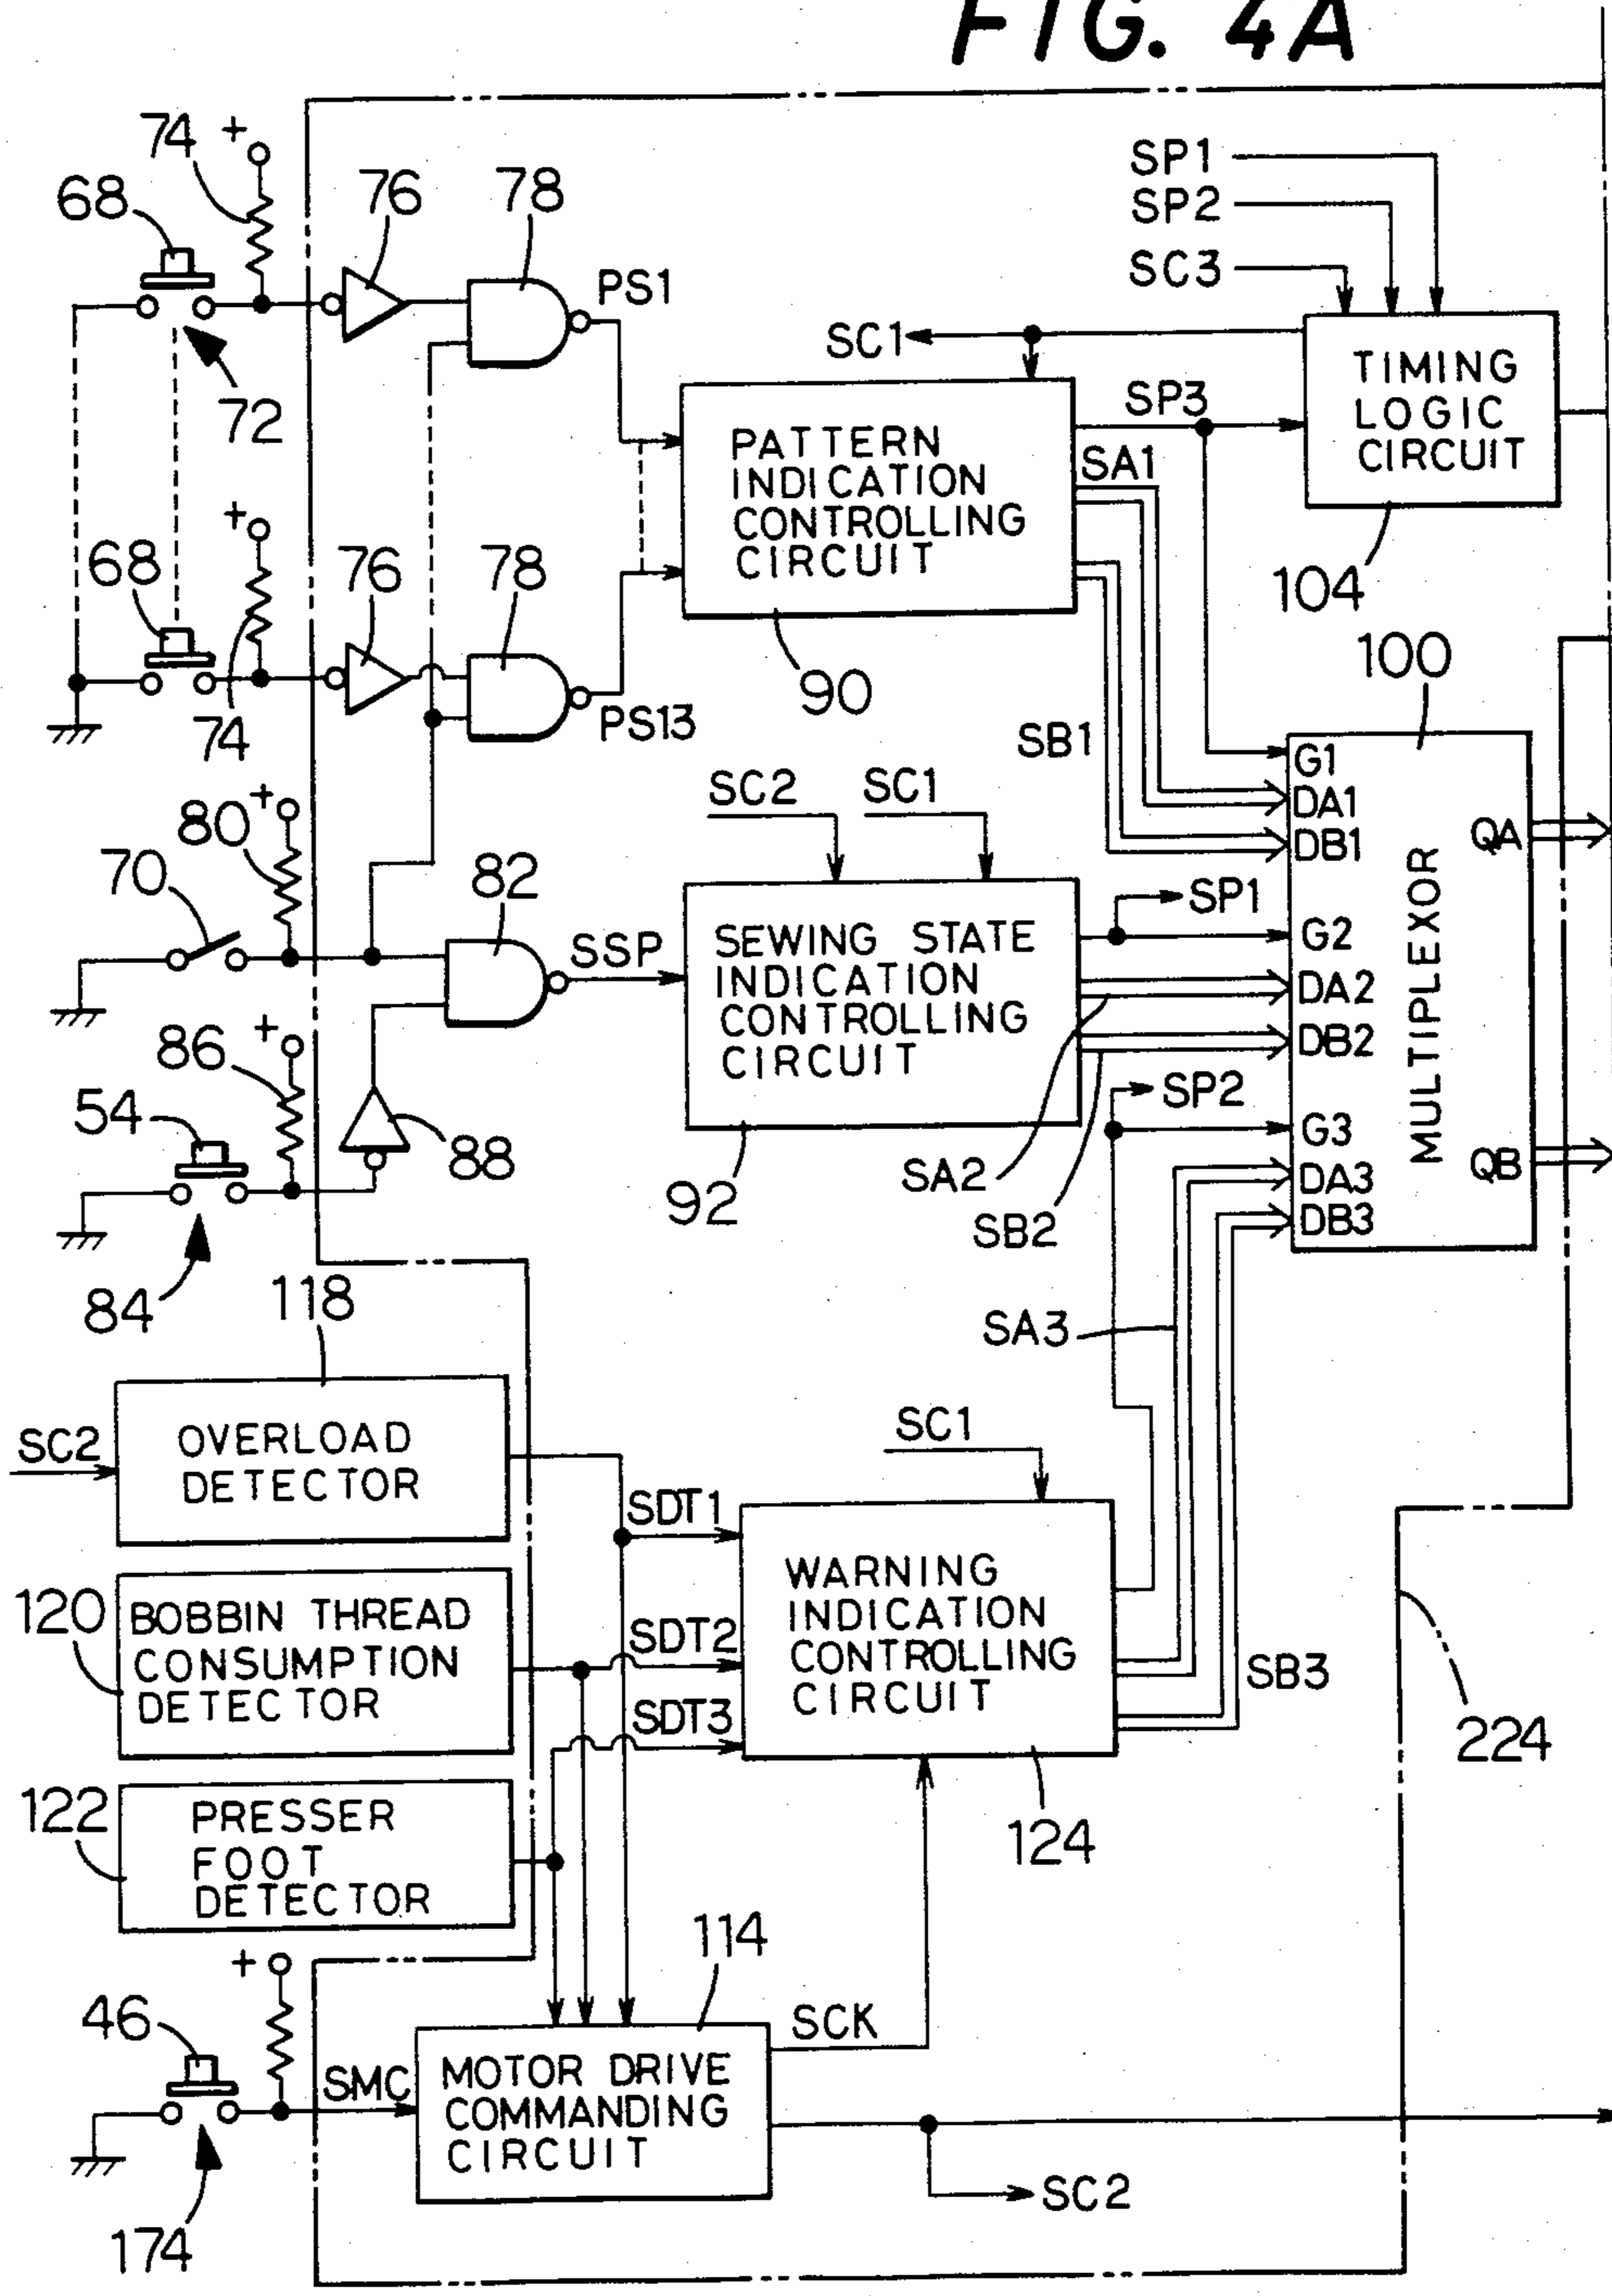 FIG. 4A
74
+
68
76
78
PS1
SP1
SP2
SC3
72
SC1
TIMING
LOGIC
CIRCUIT
SP3
SA1
PATTERN
INDICATION
CONTROLLING
CIRCUIT
+
68
76
78
104
74
90
PS13
SB1
100
80
+
70
82
SC2
SC1
G1
DA1
DB1
QA
MULTIPLEXOR
SSP
SEWING STATE
INDICATION
CONTROLLING
CIRCUIT
SP1
G2
DA2
DB2
86
+
54
88
92
SA2
SB2
SP2
G3
DA3
DB3
QB
84
118
SA3
SC2
OVERLOAD
DETECTOR
SC1
SDT1
120
BOBBIN THREAD
CONSUMPTION
DETECTOR
SDT2
WARNING
INDICATION
CONTROLLING
CIRCUIT
SB3
224
SDT3
122
PRESSER
FOOT
DETECTOR
124
114
+
46
SMC
SCK
MOTOR DRIVE
COMMANDING
CIRCUIT
SC2
174